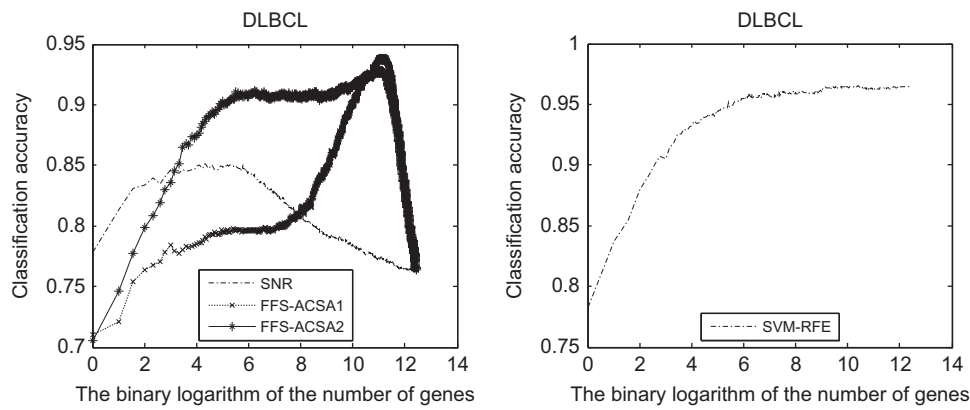 DLBCL
0.95
0.9
0.85
0.8
0.75
0.7
Classification accuracy
SNR
FFS-ACSA1
FFS-ACSA2
0 2 4 6 8 10 12 14
The binary logarithm of the number of genes
DLBCL
1
0.95
0.9
0.85
0.8
0.75
Classification accuracy
SVM-RFE
0 2 4 6 8 10 12 14
The binary logarithm of the number of genes